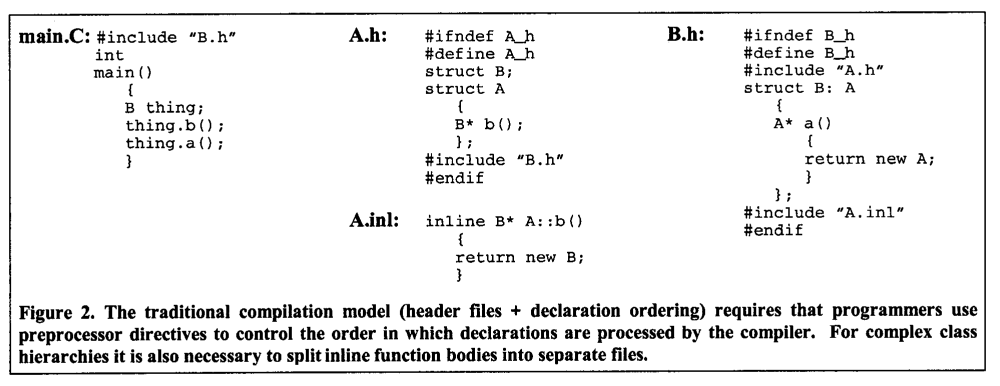 main.C: #include "B.h"
int
main()
{
B thing;
thing.b();
thing.a();
}
A.h: #ifndef A_h
#define A_h
struct B;
struct A
{
B* b();
};
#include "B.h"
#endif
A.inl: inline B* A::b()
{
return new B;
}
B.h: #ifndef B_h
#define B_h
#include "A.h"
struct B: A
{
A* a()
{
return new A;
}
};
#include "A.inl"
#endif
Figure 2. The traditional compilation model (header files + declaration ordering) requires that programmers use
preprocessor directives to control the order in which declarations are processed by the compiler. For complex class
hierarchies it is also necessary to split inline function bodies into separate files.